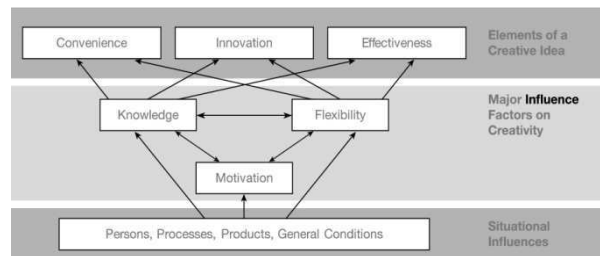 Convenience
Innovation
Effectiveness
Elements of a
Creative Idea
Knowledge
Flexibility
Motivation
Major Influence
Factors on
Creativity
Persons, Processes, Products, General Conditions
Situational
Influences